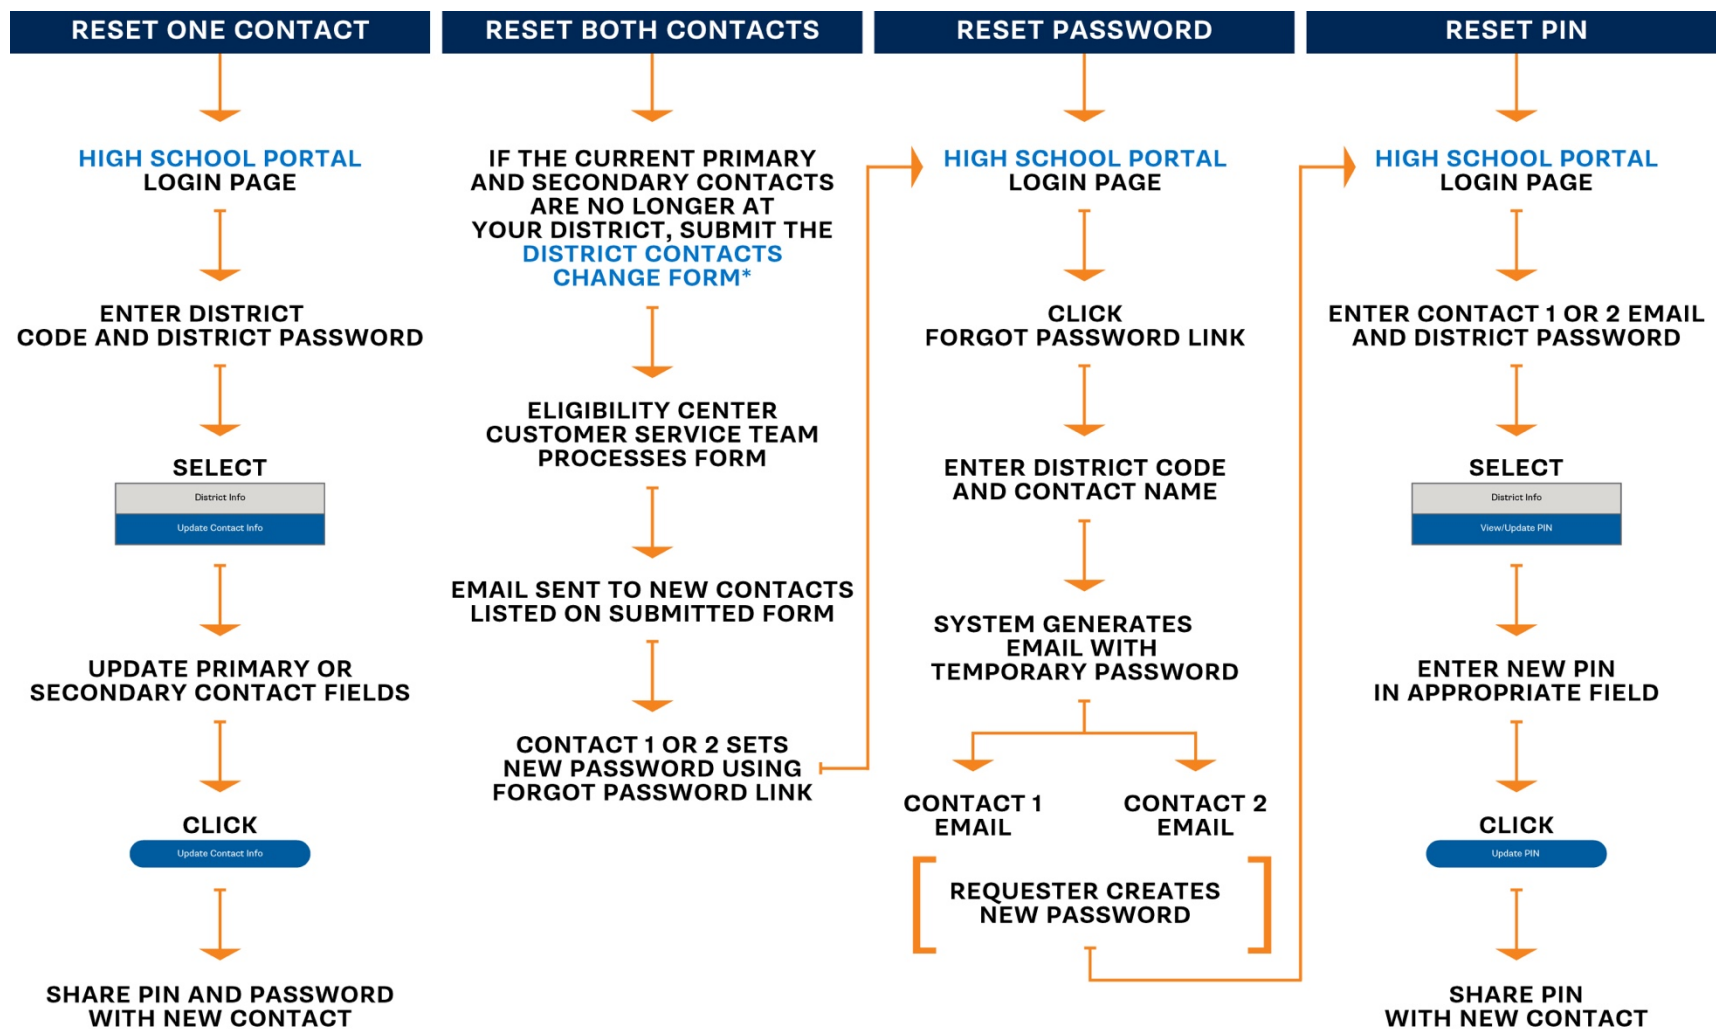 RESET ONE CONTACT
HIGH SCHOOL PORTAL
LOGIN PAGE
ENTER DISTRICT
CODE AND DISTRICT PASSWORD
SELECT
District Info
Update Contact Info
UPDATE PRIMARY OR
SECONDARY CONTACT FIELDS
CLICK
Update Contact Info
SHARE PIN AND PASSWORD
WITH NEW CONTACT
RESET BOTH CONTACTS
IF THE CURRENT PRIMARY
AND SECONDARY CONTACTS
ARE NO LONGER AT
YOUR DISTRICT, SUBMIT THE
DISTRICT CONTACTS
CHANGE FORM*
ELIGIBILITY CENTER
CUSTOMER SERVICE TEAM
PROCESSES FORM
EMAIL SENT TO NEW CONTACTS
LISTED ON SUBMITTED FORM
CONTACT 1 OR 2 SETS
NEW PASSWORD USING
FORGOT PASSWORD LINK
RESET PASSWORD
HIGH SCHOOL PORTAL
LOGIN PAGE
CLICK
FORGOT PASSWORD LINK
ENTER DISTRICT CODE
AND CONTACT NAME
SYSTEM GENERATES
EMAIL WITH
TEMPORARY PASSWORD
CONTACT 1
EMAIL
CONTACT 2
EMAIL
REQUESTER CREATES
NEW PASSWORD
RESET PIN
HIGH SCHOOL PORTAL
LOGIN PAGE
ENTER CONTACT 1 OR 2 EMAIL
AND DISTRICT PASSWORD
SELECT
District Info
View/Update PIN
ENTER NEW PIN
IN APPROPRIATE FIELD
CLICK
Update PIN
SHARE PIN
WITH NEW CONTACT